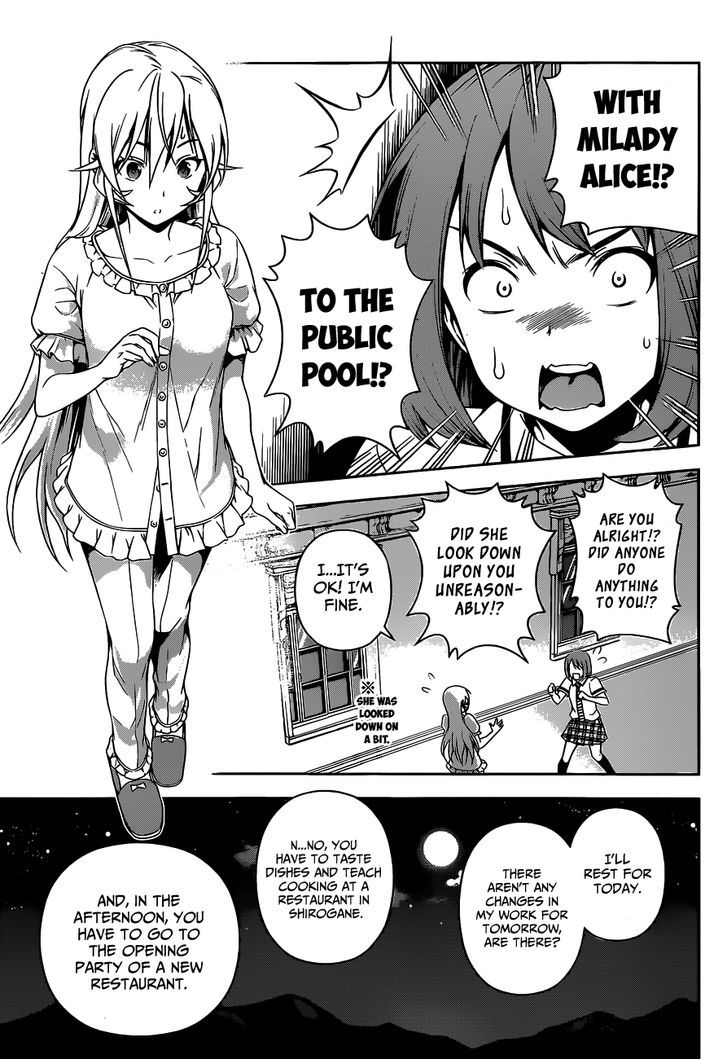 WITH
MILADY
ALICE!?
TO THE
PUBLIC
POOL!?
ARE YOU
ALRIGHT!?
DID ANYONE
DO
ANYTHING
TO YOU!?
DID SHE
LOOK DOWN
UPON YOU
UNREASON-
ABLY!?
I...IT'S
OK! I'M
FINE.
※
SHE WAS
LOOKED
DOWN ON
A BIT.
I'LL
REST FOR
TODAY.
THERE
AREN'T ANY
CHANGES IN
MY WORK FOR
TOMORROW,
ARE THERE?
N...NO, YOU
HAVE TO TASTE
DISHES AND TEACH
COOKING AT A
RESTAURANT IN
SHIROGANE.
AND, IN THE
AFTERNOON, YOU
HAVE TO GO TO
THE OPENING
PARTY OF A NEW
RESTAURANT.